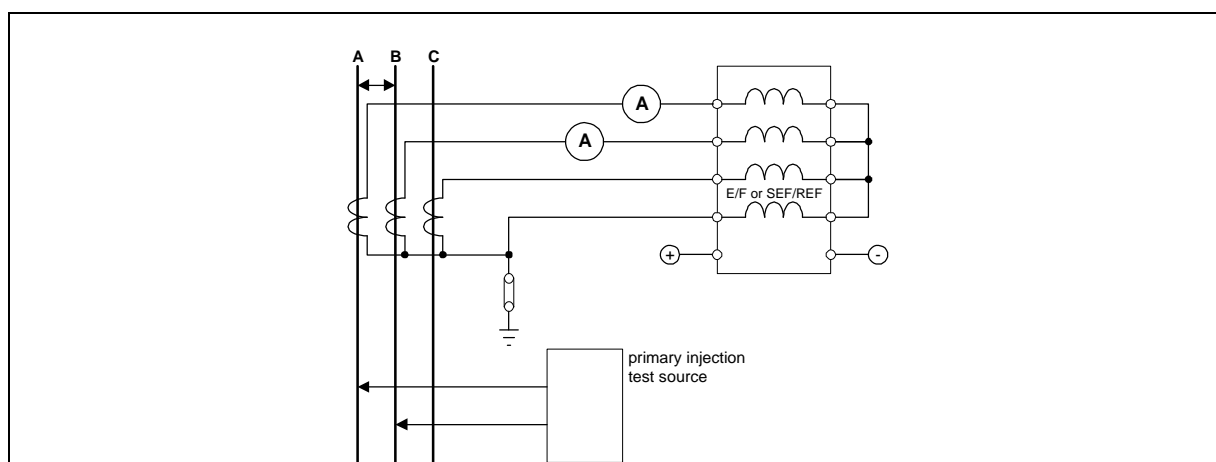 A B C
A
A
E/F or SEF/REF
+ -
primary injection
test source